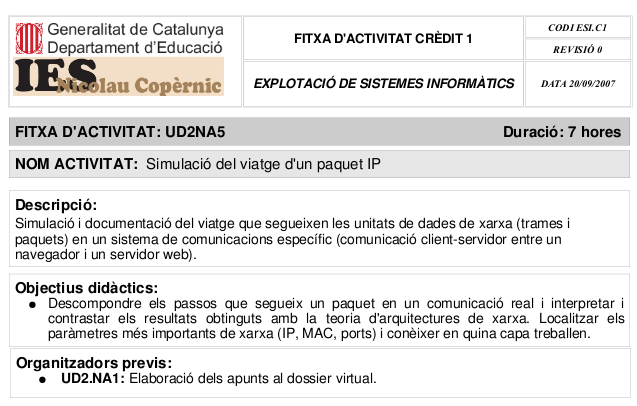 Generalitat de Catalunya
Departament d'Educació
IES
Nicolau Copèrnic
FITXA D'ACTIVITAT CRÈDIT 1
EXPLOTACIÓ DE SISTEMES INFORMÀTICS
CODI ESI.C1
REVISIÓ 0
DATA 20/09/2007
FITXA D'ACTIVITAT: UD2NA5 Duració: 7 hores
NOM ACTIVITAT: Simulació del viatge d'un paquet IP
Descripció:
Simulació i documentació del viatge que segueixen les unitats de dades de xarxa (trames i
paquets) en un sistema de comunicacions específic (comunicació client-servidor entre un
navegador i un servidor web).
Objectius didàctics:
● Descompondre els passos que segueix un paquet en un comunicació real i interpretar i
contrastar els resultats obtinguts amb la teoria d'arquitectures de xarxa. Localitzar els
paràmetres més importants de xarxa (IP, MAC, ports) i conèixer en quina capa treballen.
Organitzadors previs:
● UD2.NA1: Elaboració dels apunts al dossier virtual.